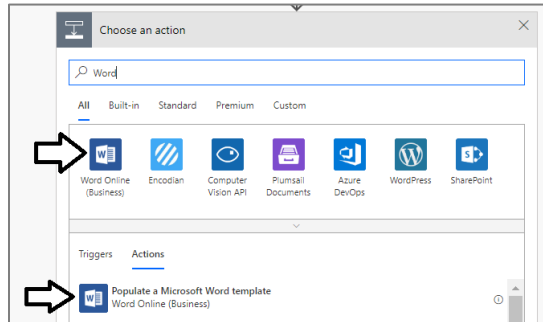 Choose an action
Word
All Built-in Standard Premium Custom
Word Online (Business)
Encodian
Computer Vision API
Plumsail Documents
Azure DevOps
WordPress
SharePoint
Triggers Actions
Populate a Microsoft Word template
Word Online (Business)